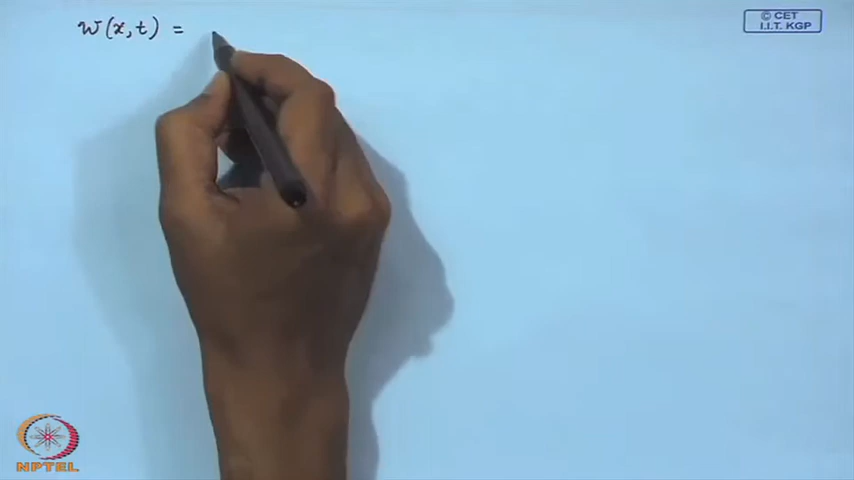 w(x,t) =
© CET
I.I.T. KGP
NPTEL